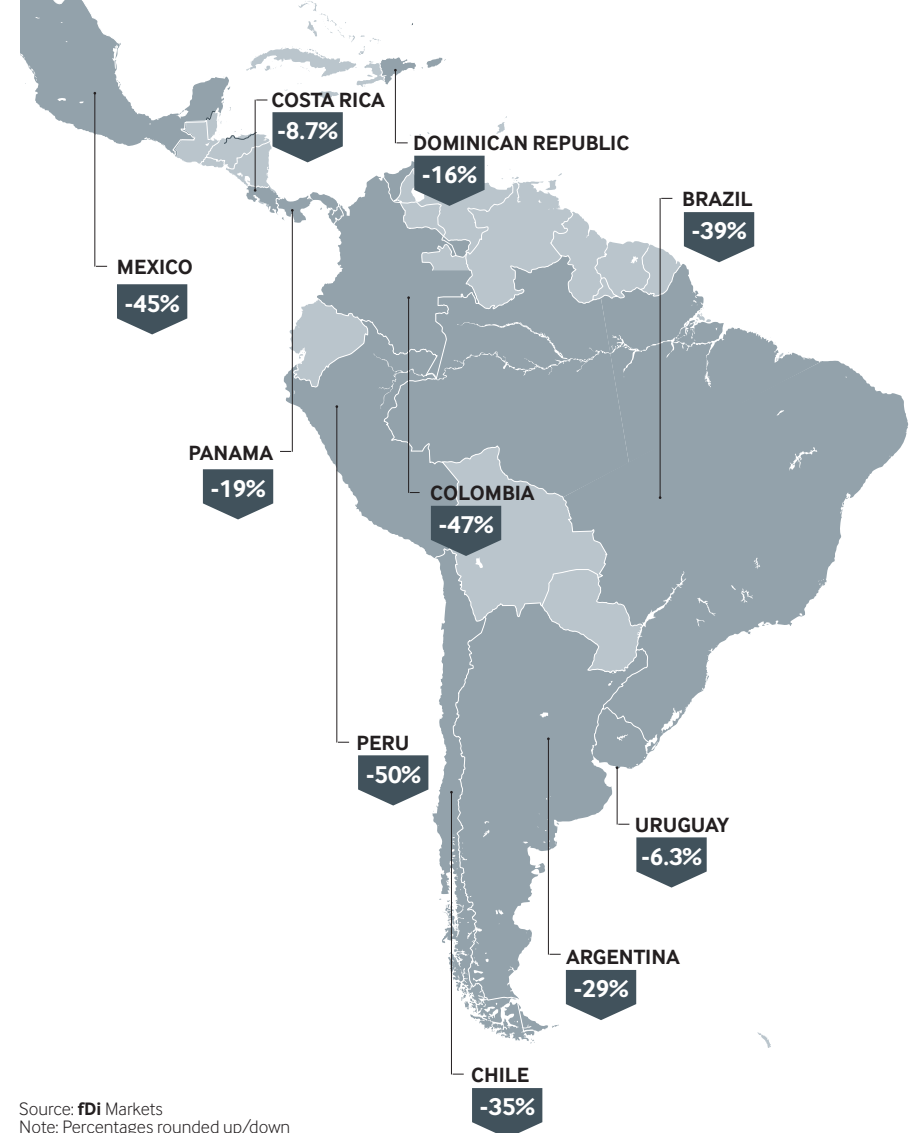 COSTA RICA
-8.7%
DOMINICAN REPUBLIC
-16%
BRAZIL
-39%
MEXICO
-45%
PANAMA
-19%
COLOMBIA
-47%
PERU
-50%
URUGUAY
-6.3%
ARGENTINA
-29%
CHILE
-35%
Source: fDi Markets
Note: Percentages rounded up/down